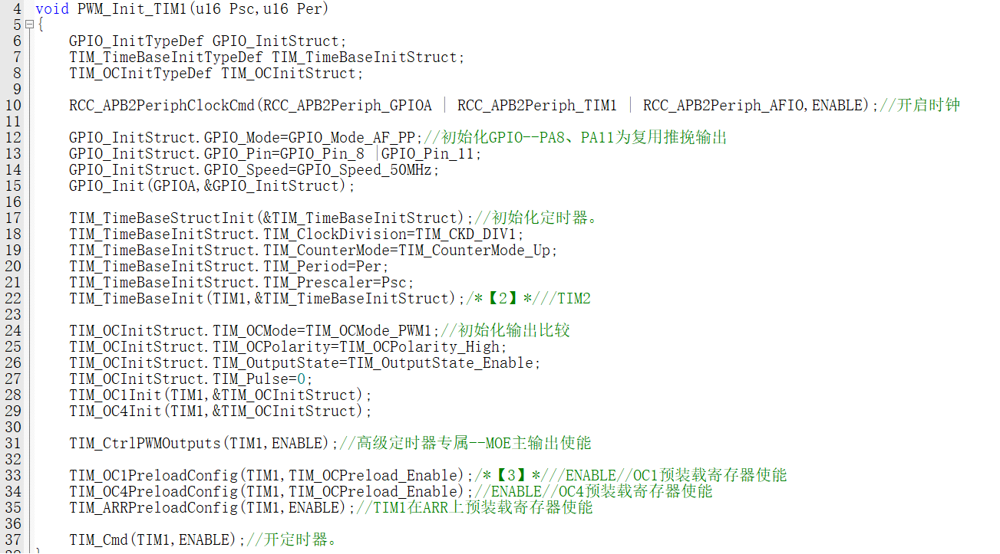 4 void PWM_Init_TIM1(u16 Psc,u16 Per)
5 {
6 GPIO_InitTypeDef GPIO_InitStruct;
7 TIM_TimeBaseInitTypeDef TIM_TimeBaseInitStruct;
8 TIM_OCInitTypeDef TIM_OCInitStruct;
9
10 RCC_APB2PeriphClockCmd(RCC_APB2Periph_GPIOA | RCC_APB2Periph_TIM1 | RCC_APB2Periph_AFIO,ENABLE);//开启时钟
11
12 GPIO_InitStruct.GPIO_Mode=GPIO_Mode_AF_PP;//初始化GPIO--PA8、PA11为复用推挽输出
13 GPIO_InitStruct.GPIO_Pin=GPIO_Pin_8 |GPIO_Pin_11;
14 GPIO_InitStruct.GPIO_Speed=GPIO_Speed_50MHz;
15 GPIO_Init(GPIOA,&GPIO_InitStruct);
16
17 TIM_TimeBaseStructInit(&TIM_TimeBaseInitStruct);//初始化定时器。
18 TIM_TimeBaseInitStruct.TIM_ClockDivision=TIM_CKD_DIV1;
19 TIM_TimeBaseInitStruct.TIM_CounterMode=TIM_CounterMode_Up;
20 TIM_TimeBaseInitStruct.TIM_Period=Per;
21 TIM_TimeBaseInitStruct.TIM_Prescaler=Psc;
22 TIM_TimeBaseInit(TIM1,&TIM_TimeBaseInitStruct);/*【2】*///TIM2
23
24 TIM_OCInitStruct.TIM_OCMode=TIM_OCMode_PWM1;//初始化输出比较
25 TIM_OCInitStruct.TIM_OCPolarity=TIM_OCPolarity_High;
26 TIM_OCInitStruct.TIM_OutputState=TIM_OutputState_Enable;
27 TIM_OCInitStruct.TIM_Pulse=0;
28 TIM_OC1Init(TIM1,&TIM_OCInitStruct);
29 TIM_OC4Init(TIM1,&TIM_OCInitStruct);
30
31 TIM_CtrlPWMOutputs(TIM1,ENABLE);//高级定时器专属--MOE主输出使能
32
33 TIM_OC1PreloadConfig(TIM1,TIM_OCPreload_Enable);/*【3】*///ENABLE//OC1预装载寄存器使能
34 TIM_OC4PreloadConfig(TIM1,TIM_OCPreload_Enable);//ENABLE//OC4预装载寄存器使能
35 TIM_ARRPreloadConfig(TIM1,ENABLE);//TIM1在ARR上预装载寄存器使能
36
37 TIM_Cmd(TIM1,ENABLE);//开定时器。